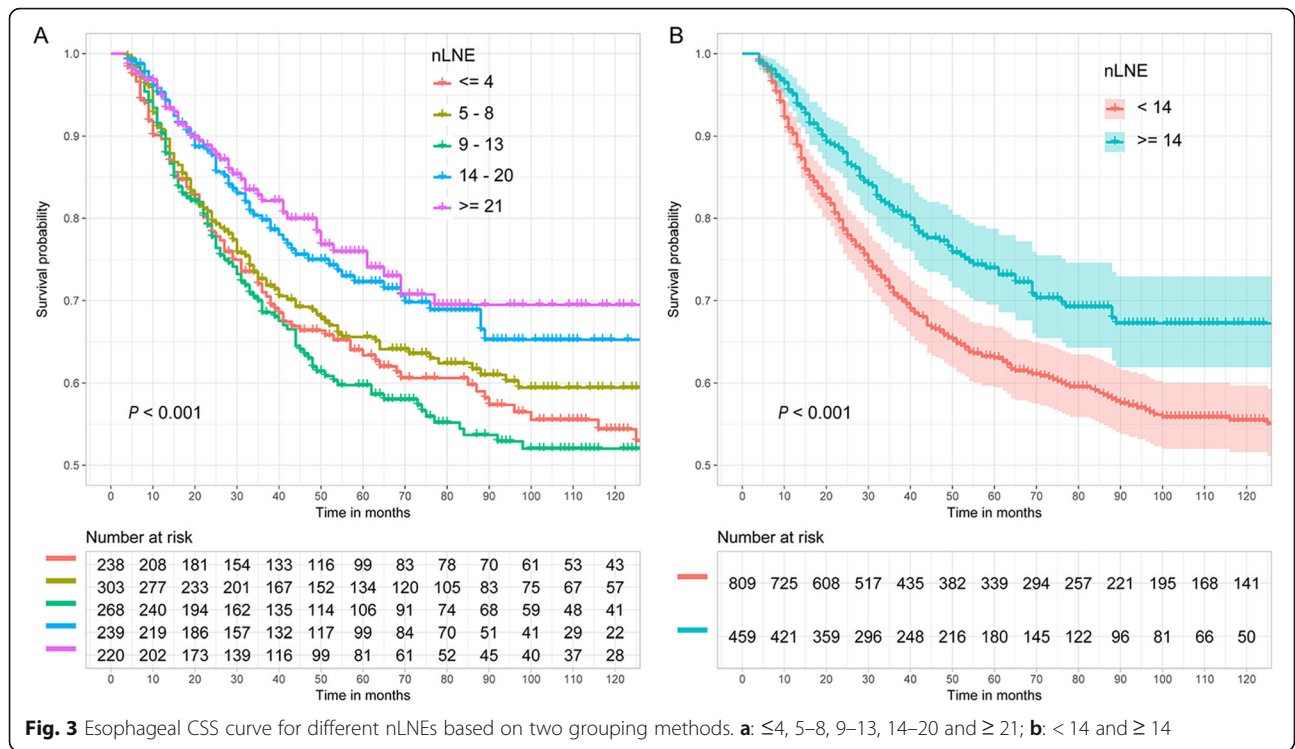 A
nLNE
<= 4
5 - 8
9 - 13
14 - 20
>= 21
Survival probability
1.0
0.9
0.8
0.7
0.6
0.5
P < 0.001
0 10 20 30 40 50 60 70 80 90 100 110 120
Time in months
Number at risk
238 208 181 154 133 116 99 83 78 70 61 53 43
303 277 233 201 167 152 134 120 105 83 75 67 57
268 240 194 162 135 114 106 91 74 68 59 48 41
239 219 186 157 132 117 99 84 70 51 41 29 22
220 202 173 139 116 99 81 61 52 45 40 37 28
0 10 20 30 40 50 60 70 80 90 100 110 120
Time in months
B
nLNE
< 14
>= 14
Survival probability
1.0
0.9
0.8
0.7
0.6
0.5
P < 0.001
0 10 20 30 40 50 60 70 80 90 100 110 120
Time in months
Number at risk
809 725 608 517 435 382 339 294 257 221 195 168 141
459 421 359 296 248 216 180 145 122 96 81 66 50
0 10 20 30 40 50 60 70 80 90 100 110 120
Time in months
Fig. 3 Esophageal CSS curve for different nLNEs based on two grouping methods. a: ≤4, 5–8, 9–13, 14–20 and ≥ 21; b: < 14 and ≥ 14